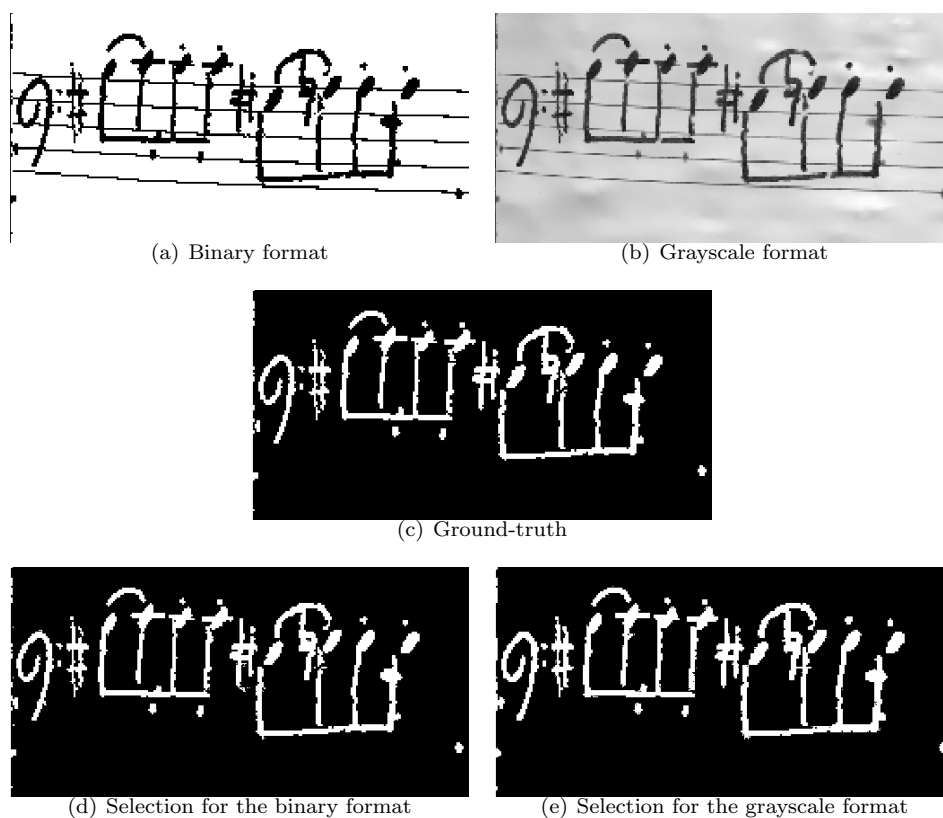 (a) Binary format
(b) Grayscale format
(c) Ground-truth
(d) Selection for the binary format
(e) Selection for the grayscale format